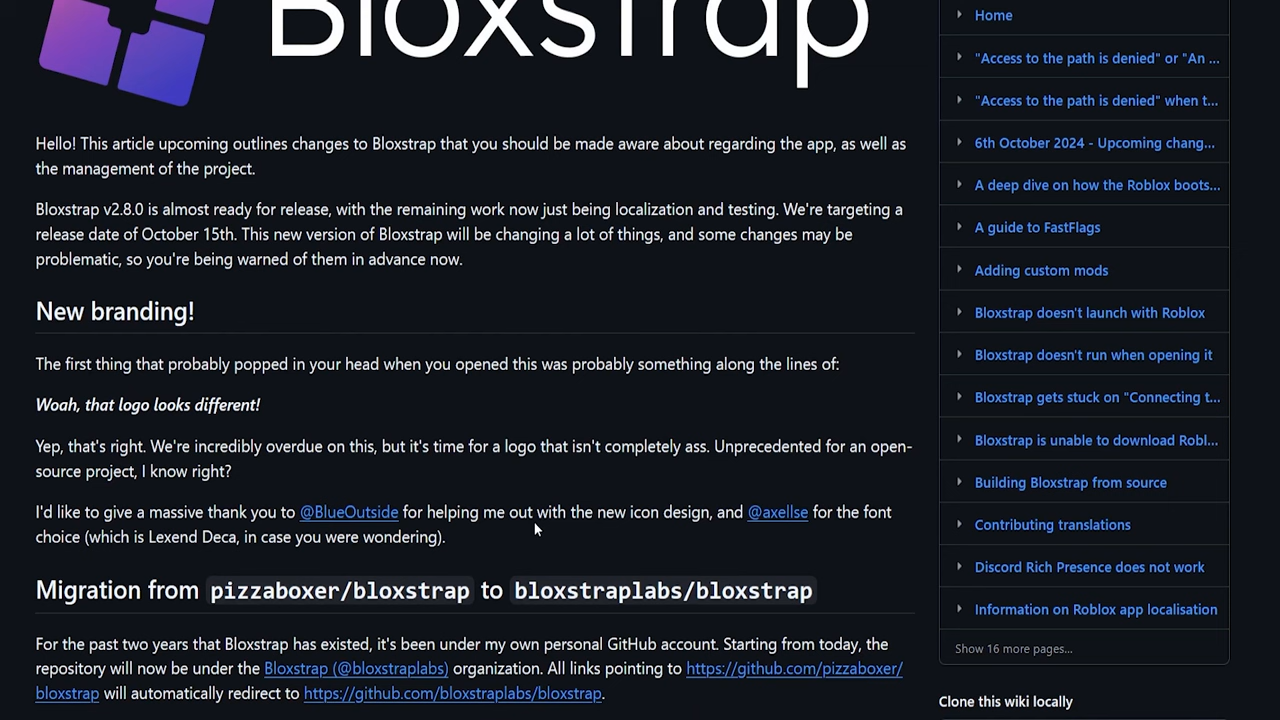 Bloxstrap
Hello! This article upcoming outlines changes to Bloxstrap that you should be made aware about regarding the app, as well as
the management of the project.
Bloxstrap v2.8.0 is almost ready for release, with the remaining work now just being localization and testing. We're targeting a
release date of October 15th. This new version of Bloxstrap will be changing a lot of things, and some changes may be
problematic, so you're being warned of them in advance now.
New branding!
The first thing that probably popped in your head when you opened this was probably something along the lines of:
Woah, that logo looks different!
Yep, that's right. We're incredibly overdue on this, but it's time for a logo that isn't completely ass. Unprecedented for an open-
source project, I know right?
I'd like to give a massive thank you to @BlueOutside for helping me out with the new icon design, and @axellse for the font
choice (which is Lexend Deca, in case you were wondering).
Migration from pizzaboxer/bloxstrap to bloxstraplabs/bloxstrap
For the past two years that Bloxstrap has existed, it's been under my own personal GitHub account. Starting from today, the
repository will now be under the Bloxstrap (@bloxstraplabs) organization. All links pointing to https://github.com/pizzaboxer/
bloxstrap will automatically redirect to https://github.com/bloxstraplabs/bloxstrap.
Home
"Access to the path is denied" or "An ...
"Access to the path is denied" when t...
6th October 2024 - Upcoming chang...
A deep dive on how the Roblox boots...
A guide to FastFlags
Adding custom mods
Bloxstrap doesn't launch with Roblox
Bloxstrap doesn't run when opening it
Bloxstrap gets stuck on "Connecting t...
Bloxstrap is unable to download Robl...
Building Bloxstrap from source
Contributing translations
Discord Rich Presence does not work
Information on Roblox app localisation
Show 16 more pages...
Clone this wiki locally